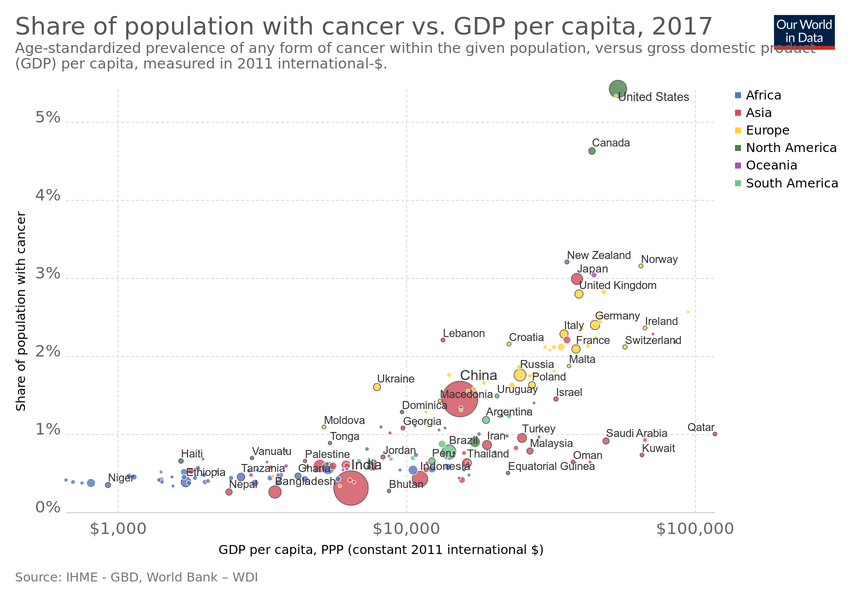 Share of population with cancer vs. GDP per capita, 2017
Our World
in Data
Age-standardized prevalence of any form of cancer within the given population, versus gross domestic product
(GDP) per capita, measured in 2011 international-$.
Africa
Asia
Europe
North America
Oceania
South America
Share of population with cancer
5%
4%
3%
2%
1%
0%
United States
Canada
New Zealand
Norway
Japan
United Kingdom
Germany
Ireland
Italy
Lebanon
Croatia
France
Switzerland
Malta
Russia
China
Ukraine
Poland
Macedonia
Uruguay
Israel
Dominica
Argentina
Moldova
Georgia
Turkey
Qatar
Tonga
Brazil
Iran
Saudi Arabia
Malaysia
Kuwait
Haiti
Vanuatu
Palestine
Jordan
Peru
Thailand
Oman
Ethiopia
Tanzania
Ghana
India
Indonesia
Equatorial Guinea
Niger
Nepal
Bangladesh
Bhutan
$1,000
$10,000
$100,000
GDP per capita, PPP (constant 2011 international $)
Source: IHME - GBD, World Bank – WDI